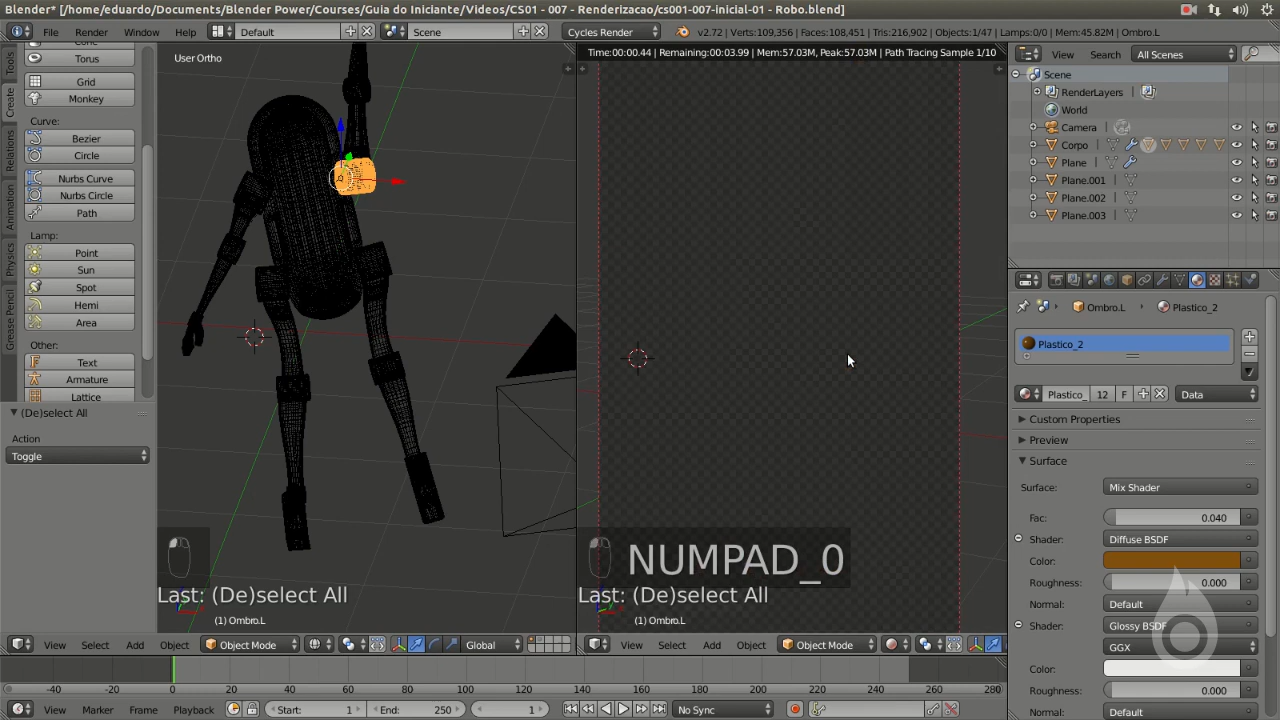 Blender* [/home/eduardo/Documents/Blender Power/Courses/Guia do Iniciante/Videos/CS01 - 007 - Renderizacao/cs001-007-inicial-01 - Robo.blend]
File Render Window Help Default Scene Cycles Render v2.72 | Verts:109,356 | Faces:108,451 | Tris:216,902 | Objects:1/47 | Lamps:0/0 | Mem:45.82M | Ombro.L
Tools
Create
Relations
Animation
Physics
Grease Pencil
Torus
Grid
Monkey
Curve:
Bezier
Circle
Nurbs Curve
Nurbs Circle
Path
Lamp:
Point
Sun
Spot
Hemi
Area
Other:
Text
Armature
Lattice
(De)select All
Action
Toggle
User Ortho
Last: (De)select All
(1) Ombro.L
View Select Add Object Object Mode Global
Time:00:00.44 | Remaining:00:03.99 | Mem:57.03M, Peak:57.03M | Path Tracing Sample 1/10
NUMPAD_0
Last: (De)select All
(1) Ombro.L
View Select Add Object Object Mode
View Search All Scenes
Scene
RenderLayers
World
Camera
Corpo
Plane
Plane.001
Plane.002
Plane.003
Ombro.L Plastico_2
Plastico_2
Plastico_ 12 F Data
Custom Properties
Preview
Surface
Surface: Mix Shader
Fac: 0.040
Shader: Diffuse BSDF
Color:
Roughness: 0.000
Normal: Default
Shader: Glossy BSDF
GGX
Color:
Roughness: 0.000
Normal: Default
-40 -20 0 20 40 60 80 100 120 140 160 180 200 220 240 260 280
View Marker Frame Playback Start: 1 End: 250 1 No Sync